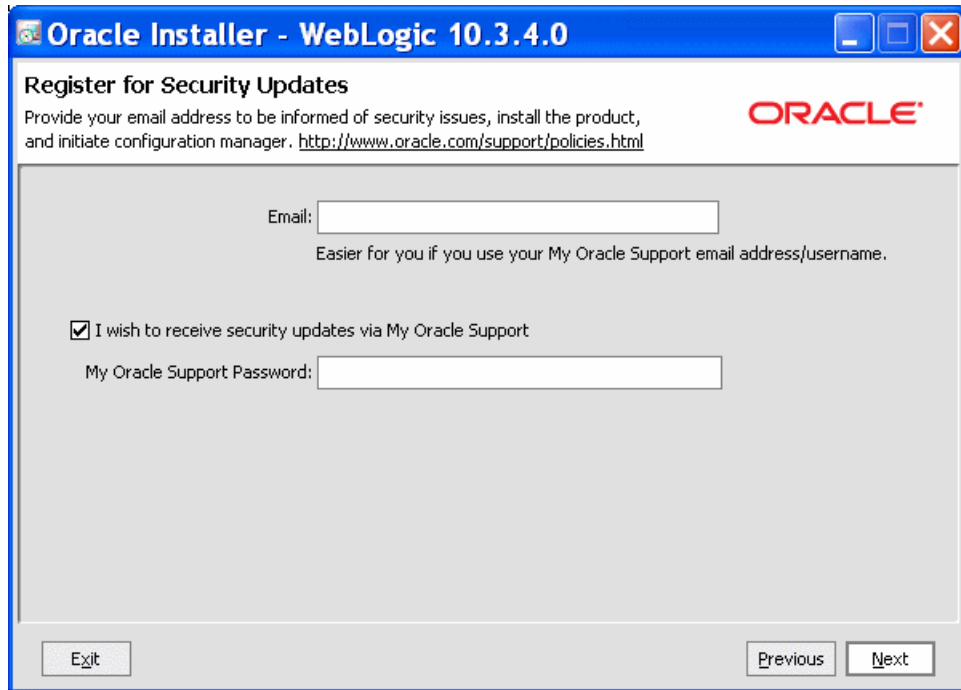 Oracle Installer - WebLogic 10.3.4.0
Register for Security Updates
Provide your email address to be informed of security issues, install the product,
and initiate configuration manager. http://www.oracle.com/support/policies.html
ORACLE
Email:
Easier for you if you use your My Oracle Support email address/username.
I wish to receive security updates via My Oracle Support
My Oracle Support Password:
Exit
Previous
Next